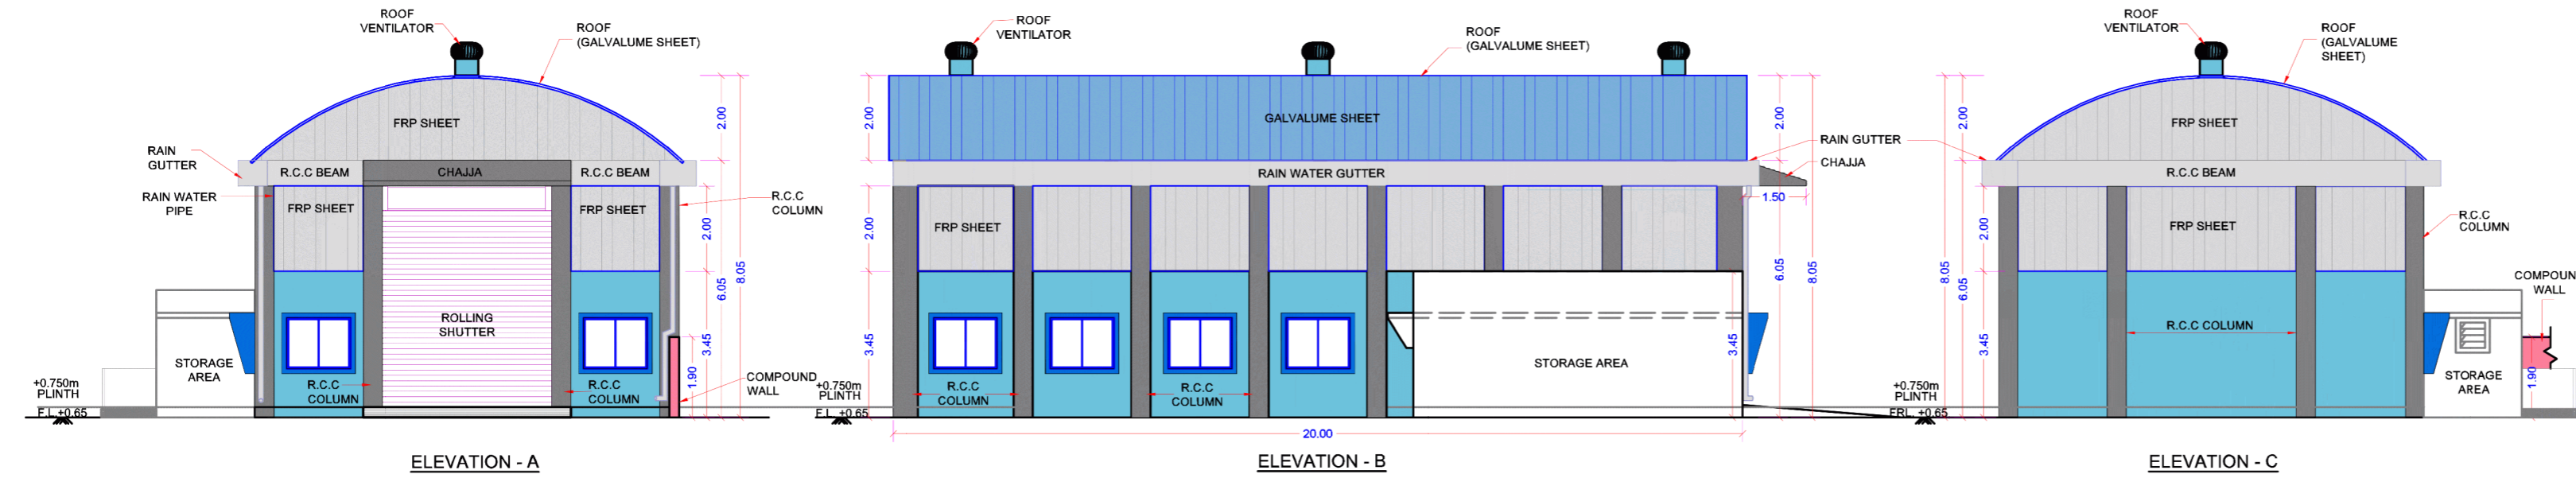 ROOF
VENTILATOR
ROOF
(GALVALUME SHEET)
FRP SHEET
RAIN
GUTTER
R.C.C BEAM
CHAJJA
R.C.C BEAM
RAIN WATER
PIPE
FRP SHEET
FRP SHEET
R.C.C
COLUMN
ROLLING
SHUTTER
STORAGE
AREA
R.C.C
COLUMN
R.C.C
COLUMN
COMPOUND
WALL
+0.750m
PLINTH
F.L.+0.65
2.00
2.00
3.45
1.90
6.05
8.05
ELEVATION - A
ROOF
VENTILATOR
ROOF
(GALVALUME SHEET)
GALVALUME SHEET
RAIN GUTTER
CHAJJA
RAIN WATER GUTTER
1.50
FRP SHEET
STORAGE AREA
R.C.C
COLUMN
R.C.C
COLUMN
+0.750m
PLINTH
F.L. +0.65
2.00
2.00
3.45
3.45
2.00
6.05
8.05
20.00
ELEVATION - B
ROOF
VENTILATOR
ROOF
(GALVALUME
SHEET)
FRP SHEET
R.C.C BEAM
FRP SHEET
R.C.C
COLUMN
R.C.C COLUMN
COMPOUN
WALL
STORAGE
AREA
+0.750m
PLINTH
FRL. +0.65
8.05
6.05
2.00
2.00
3.45
1.90
ELEVATION - C